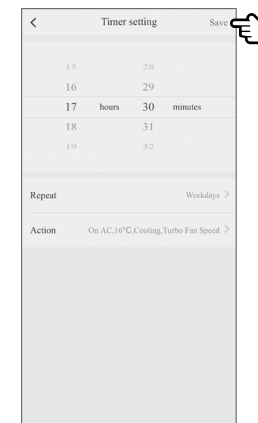 Timer setting Save
15 28
16 29
17 hours 30 minutes
18 31
19 32
Repeat Weekdays
Action On AC,16°C,Cooling,Turbo Fan Speed